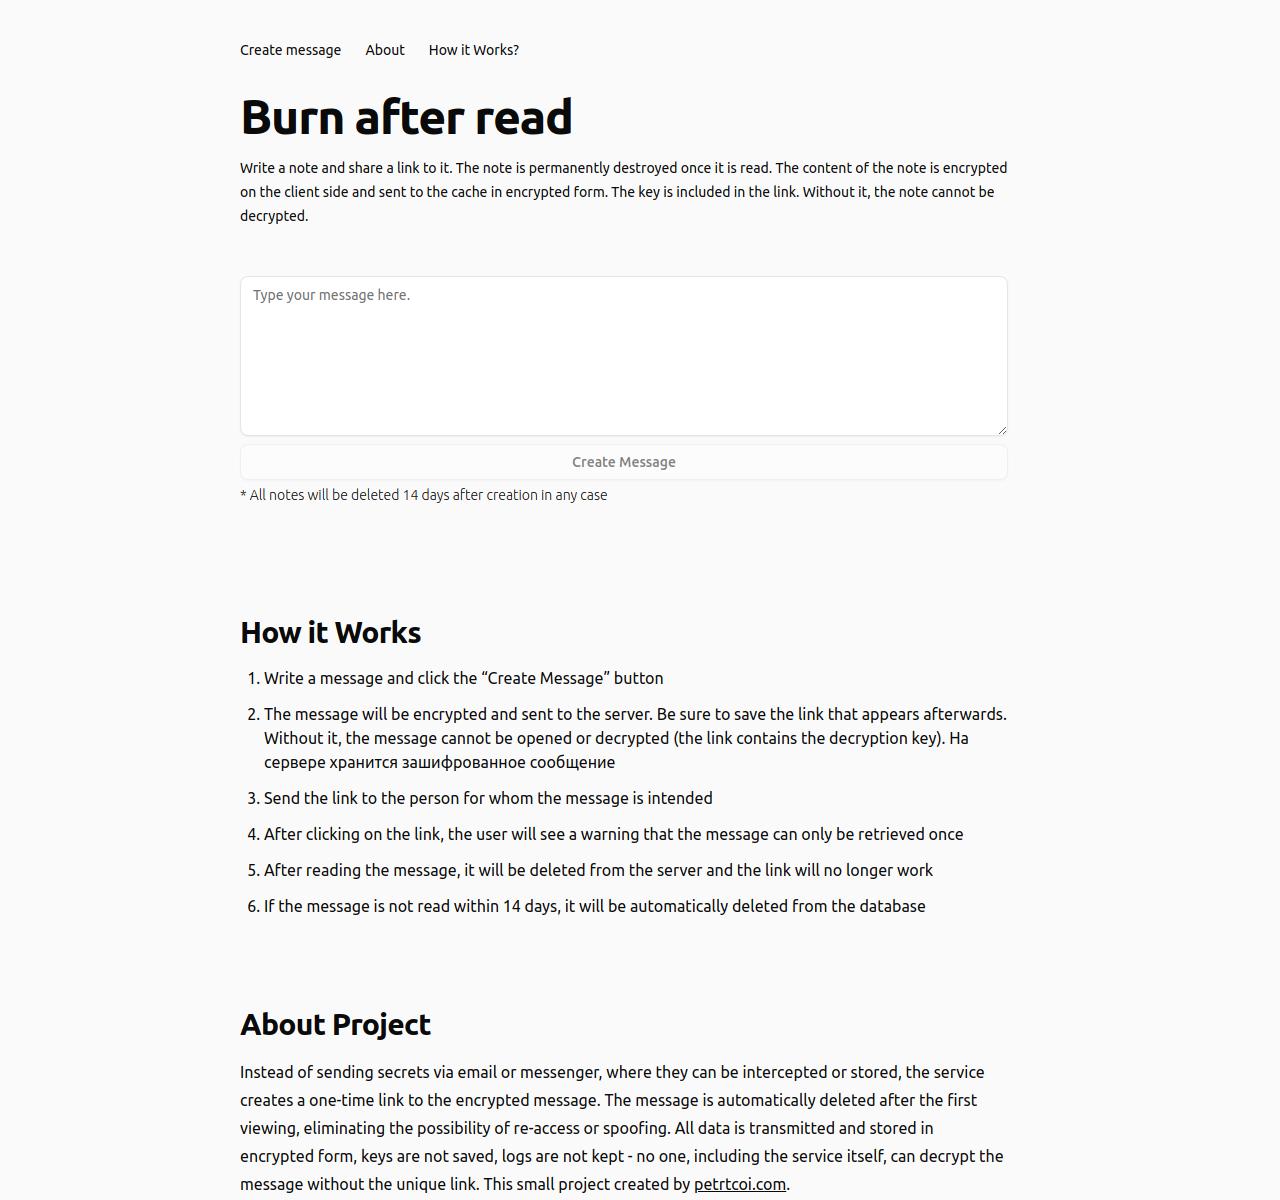 Create message About How it Works?
Burn after read
Write a note and share a link to it. The note is permanently destroyed once it is read. The content of the note is encrypted
on the client side and sent to the cache in encrypted form. The key is included in the link. Without it, the note cannot be
decrypted.
Type your message here.
Create Message
* All notes will be deleted 14 days after creation in any case
How it Works
1. Write a message and click the “Create Message” button
2. The message will be encrypted and sent to the server. Be sure to save the link that appears afterwards.
Without it, the message cannot be opened or decrypted (the link contains the decryption key). На
сервере хранится зашифрованное сообщение
3. Send the link to the person for whom the message is intended
4. After clicking on the link, the user will see a warning that the message can only be retrieved once
5. After reading the message, it will be deleted from the server and the link will no longer work
6. If the message is not read within 14 days, it will be automatically deleted from the database
About Project
Instead of sending secrets via email or messenger, where they can be intercepted or stored, the service
creates a one-time link to the encrypted message. The message is automatically deleted after the first
viewing, eliminating the possibility of re-access or spoofing. All data is transmitted and stored in
encrypted form, keys are not saved, logs are not kept - no one, including the service itself, can decrypt the
message without the unique link. This small project created by petrtcoi.com.